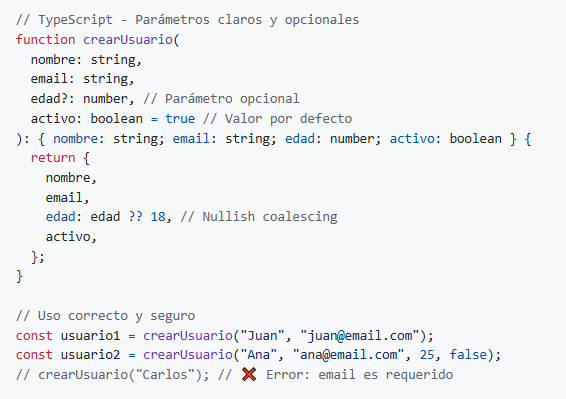 // TypeScript - Parámetros claros y opcionales
function crearUsuario(
  nombre: string,
  email: string,
  edad?: number, // Parámetro opcional
  activo: boolean = true // Valor por defecto
): { nombre: string; email: string; edad: number; activo: boolean } {
  return {
    nombre,
    email,
    edad: edad ?? 18, // Nullish coalescing
    activo,
  };
}

// Uso correcto y seguro
const usuario1 = crearUsuario("Juan", "juan@email.com");
const usuario2 = crearUsuario("Ana", "ana@email.com", 25, false);
// crearUsuario("Carlos"); // ❌ Error: email es requerido